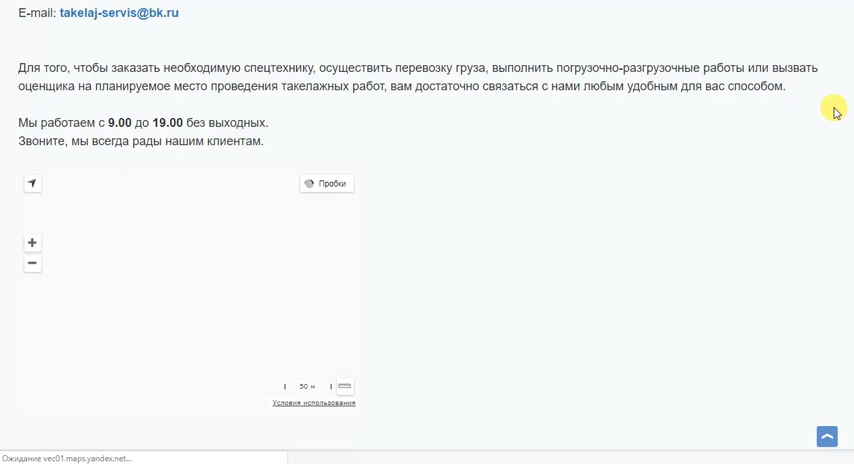 E-mail: takelaj-servis@bk.ru
Для того, чтобы заказать необходимую спецтехнику, осуществить перевозку груза, выполнить погрузочно-разгрузочные работы или вызвать
оценщика на планируемое место проведения такелажных работ, вам достаточно связаться с нами любым удобным для вас способом.
Мы работаем с 9.00 до 19.00 без выходных.
Звоните, мы всегда рады нашим клиентам.
Пробки
50 м
Условия использования
Ожидание vec01.maps.yandex.net...